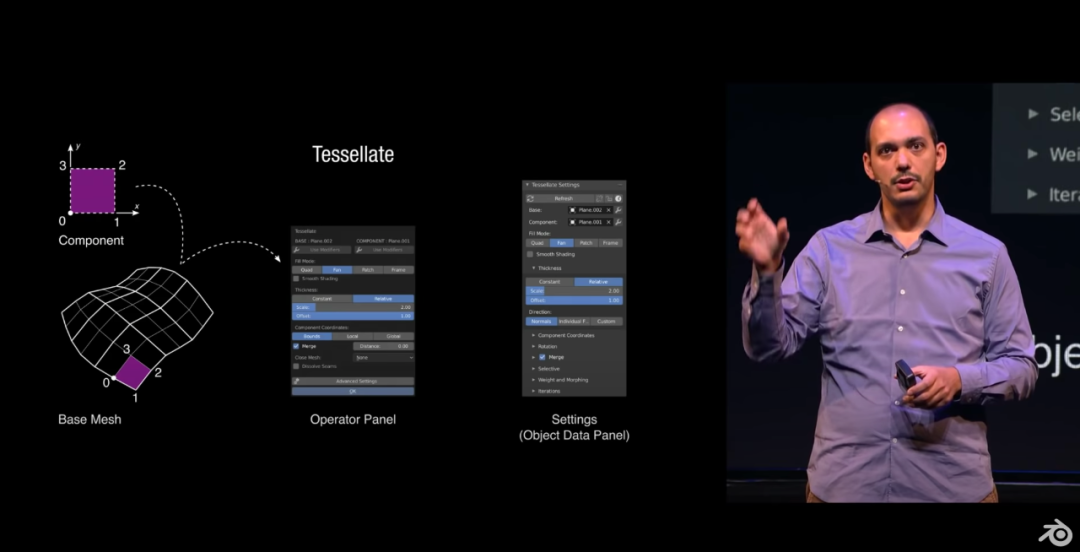 Tessellate
y
3
2
x
0
1
Component
3
2
0
1
Base Mesh
Tessellate
BASE : Plane.003
COMPONENT : Plane.001
Use Modifiers
Use Modifiers
Fill Mode:
Quad
Fan
Patch
Frame
Smooth Shading
Thickness:
Constant
Relative
Scale
2.00
Offset
1.00
Component Coordinates:
Bounds
Local
Global
Merge
Distance
0.00
Case Mesh:
None
Dissolve Seams
Advanced Settings
OK
Operator Panel
Tessellate Settings
Refresh
Base:
Plane.002
Component:
Plane.001
Fill Mode:
Quad
Fan
Patch
Frame
Smooth Shading
Thickness
Constant
Relative
Scale
2.00
Offset
1.00
Direction:
Normals
Individual F..
Custom
Component Coordinates
Rotation
Merge
Selective
Weight and Morphing
Iterations
Settings
(Object Data Panel)
Sele
Wei
Itera
bje